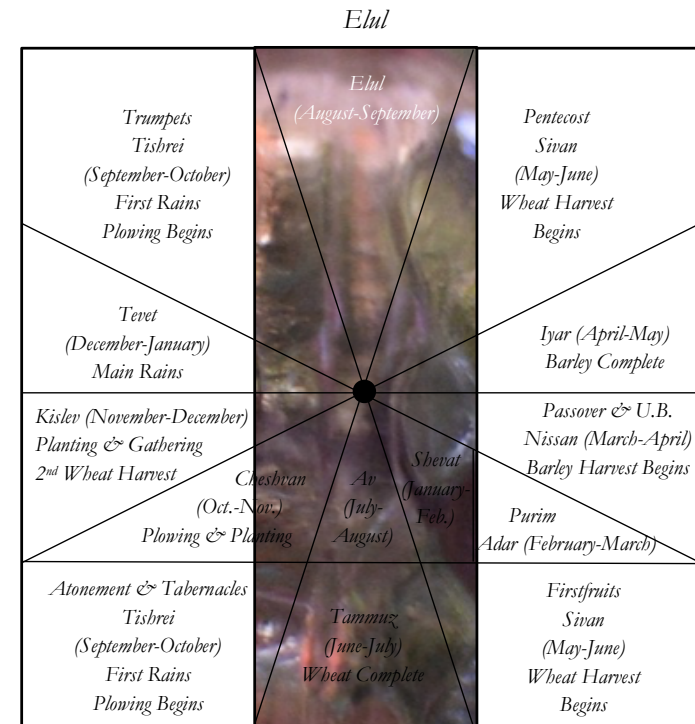 Elul
Elul
(August-September)
Trumpets
Tishrei
(September-October)
First Rains
Plowing Begins
Pentecost
Sivan
(May-June)
Wheat Harvest
Begins
Tevet
(December-January)
Main Rains
Iyar (April-May)
Barley Complete
Kislev (November-December)
Planting & Gathering
2nd Wheat Harvest
Passover & U.B.
Nissan (March-April)
Barley Harvest Begins
Cheshvan
(Oct.-Nov.)
Plowing & Planting
Av
(July-
August)
Shevat
(January-
Feb.)
Purim
Adar (February-March)
Atonement & Tabernacles
Tishrei
(September-October)
First Rains
Plowing Begins
Tammuz
(June-July)
Wheat Complete
Firstfruits
Sivan
(May-June)
Wheat Harvest
Begins